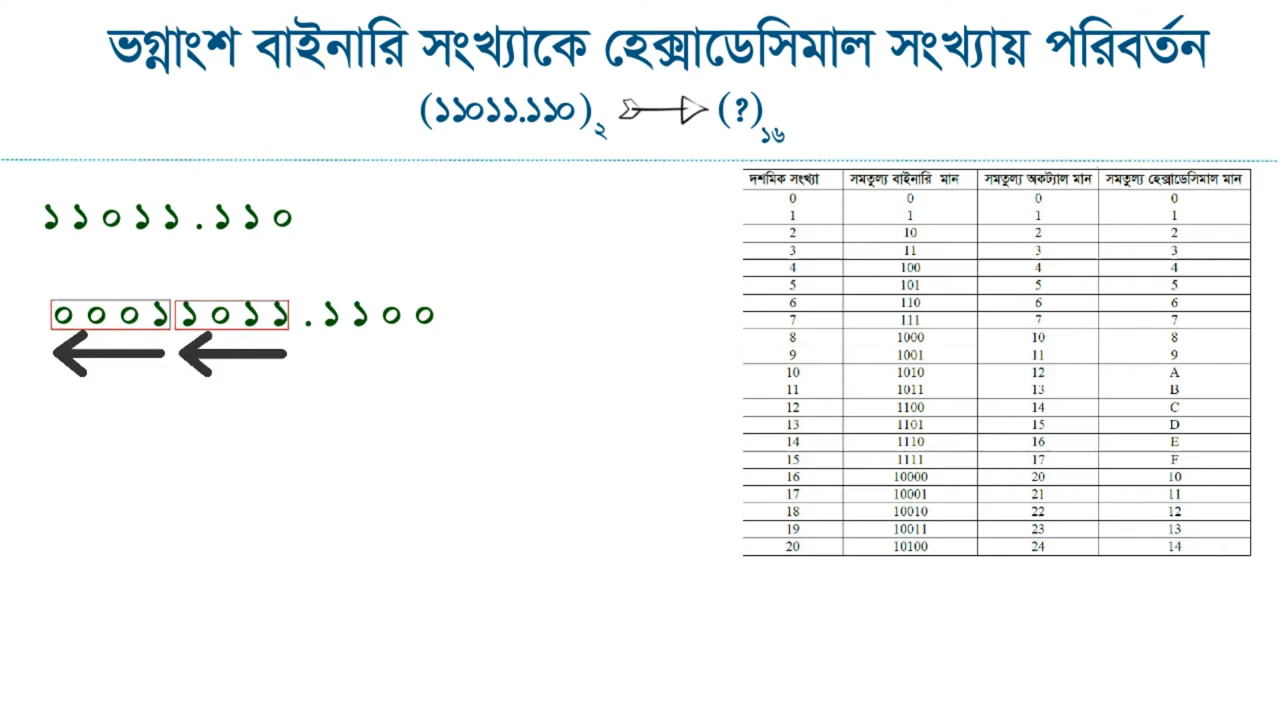 ভগ্নাংশ বাইনারি সংখ্যাকে হেক্সাডেসিমাল সংখ্যায় পরিবর্তন
(১১০১১.১১০)২ (?)১৬
১১০১১.১১০
০০০১১০১১.১১০০
দশমিক সংখ্যা সমতুল্য বাইনারি মান সমতুল্য অকট্যাল মান সমতুল্য হেক্সাডেসিমাল মান
0 0 0 0
1 1 1 1
2 10 2 2
3 11 3 3
4 100 4 4
5 101 5 5
6 110 6 6
7 111 7 7
8 1000 10 8
9 1001 11 9
10 1010 12 A
11 1011 13 B
12 1100 14 C
13 1101 15 D
14 1110 16 E
15 1111 17 F
16 10000 20 10
17 10001 21 11
18 10010 22 12
19 10011 23 13
20 10100 24 14